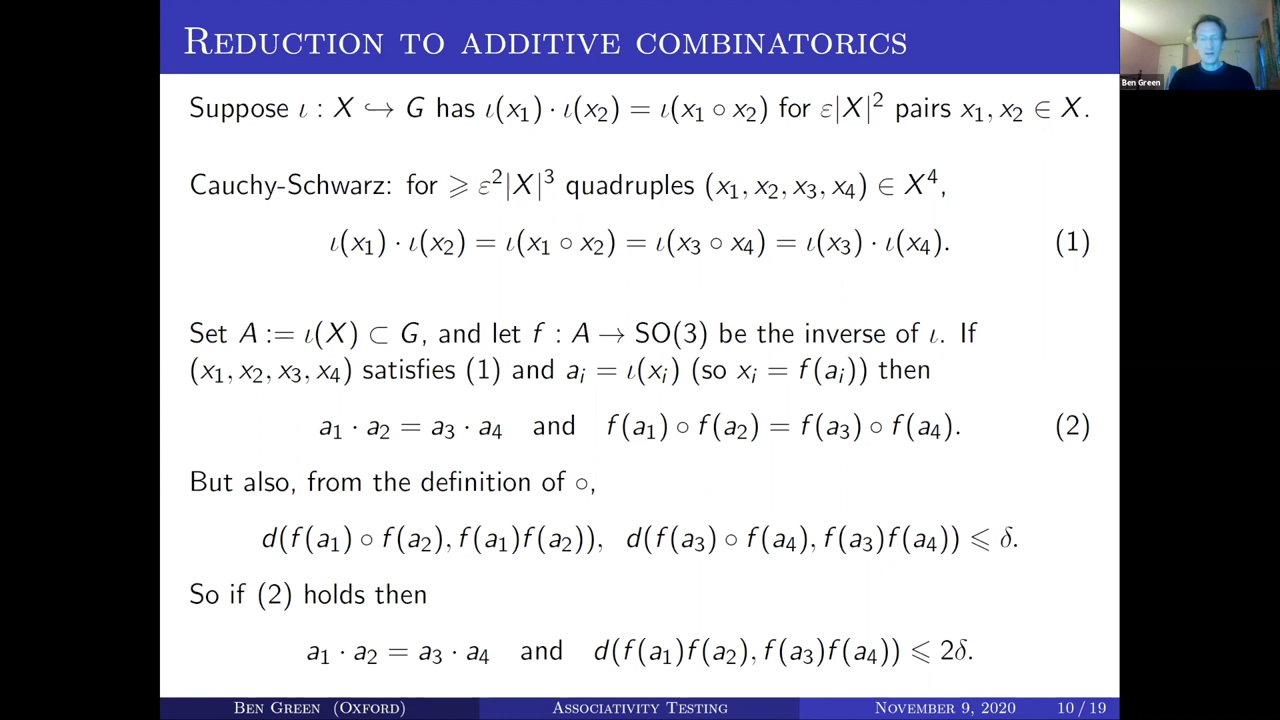 Reduction to additive combinatorics
Ben Green
Suppose ι : X ↪ G has ι(x₁) · ι(x₂) = ι(x₁ ∘ x₂) for ε|X|² pairs x₁, x₂ ∈ X.
Cauchy-Schwarz: for ⩾ ε²|X|³ quadruples (x₁, x₂, x₃, x₄) ∈ X⁴,
ι(x₁) · ι(x₂) = ι(x₁ ∘ x₂) = ι(x₃ ∘ x₄) = ι(x₃) · ι(x₄). (1)
Set A := ι(X) ⊂ G, and let f : A → SO(3) be the inverse of ι. If
(x₁, x₂, x₃, x₄) satisfies (1) and aᵢ = ι(xᵢ) (so xᵢ = f(aᵢ)) then
a₁ · a₂ = a₃ · a₄ and f(a₁) ∘ f(a₂) = f(a₃) ∘ f(a₄). (2)
But also, from the definition of ∘,
d(f(a₁) ∘ f(a₂), f(a₁)f(a₂)), d(f(a₃) ∘ f(a₄), f(a₃)f(a₄)) ⩽ δ.
So if (2) holds then
a₁ · a₂ = a₃ · a₄ and d(f(a₁)f(a₂), f(a₃)f(a₄)) ⩽ 2δ.
Ben Green (Oxford) Associativity Testing November 9, 2020 10 / 19